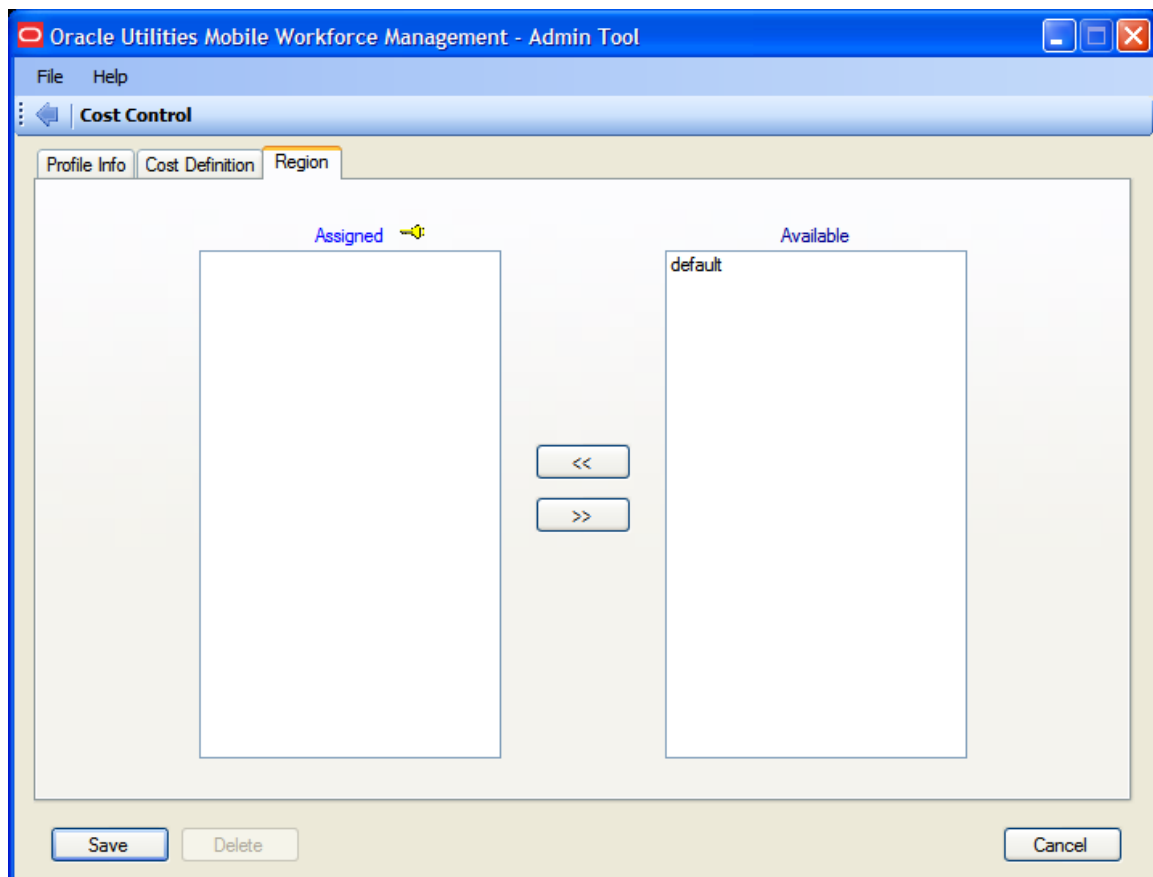 Oracle Utilities Mobile Workforce Management - Admin Tool
File Help
Cost Control
Profile Info Cost Definition Region
Assigned Available
default
<<
>>
Save Delete Cancel